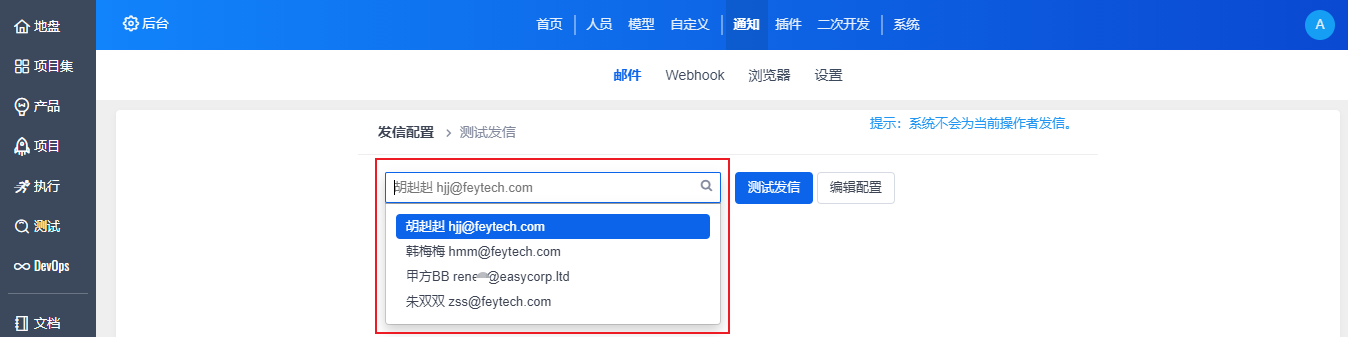 地盘
项目集
产品
项目
执行
测试
DevOps
文档
后台
首页 人员 模型 自定义 通知 插件 二次开发 系统
A
邮件 Webhook 浏览器 设置
发信配置 > 测试发信
提示：系统不会为当前操作者发信。
胡赳赳 hjj@feytech.com
测试发信 编辑配置
胡赳赳 hjj@feytech.com
韩梅梅 hmm@feytech.com
甲方BB @easycorp.ltd
朱双双 zss@feytech.com